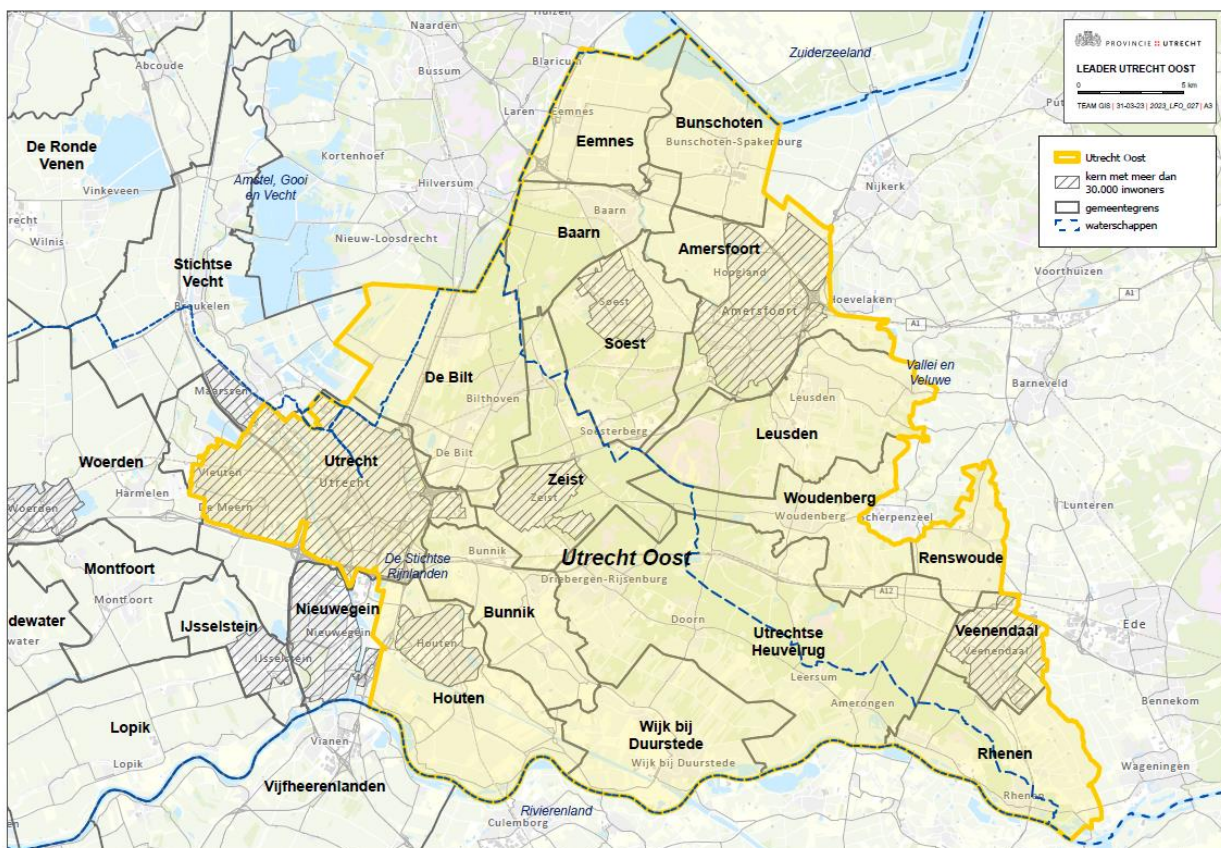 PROVINCIE :: UTRECHT
LEADER UTRECHT OOST
0 5 km
TEAM GIS | 31-03-23 | 2023_LFO_027 | A3
Utrecht Oost
kern met meer dan
30.000 inwoners
gemeentegrens
waterschappen
Naarden
Huizen
Zuiderzeeland
Abcoude
Bussum
Blaricum
Laren
Eemnes
Eemnes
Bunschoten
Bunschoten-Spakenburg
De Ronde
Venen
Vinkeveen
Kortenhoef
Amstel, Gooi
en Vecht
Hilversum
Nijkerk
Baarn
Baarn
Wilnis
Nieuw-Loosdrecht
Amersfoort
Hoogland
Voorthuizen
Stichtse
Vecht
Breukelen
A1
Hoevelaken
Soest
Amersfoort
A1
Soest
Vallei en
Veluwe
Barneveld
De Bilt
Bilthoven
Maarssen
Leusden
Soesterberg
Leusden
De Bilt
Woerden
Utrecht
Vleuten
Utrecht
Zeist
Zeist
Harmelen
Woerden
De Meern
Woudenberg
Woudenberg
Scherpenzeel
Lunteren
Utrecht Oost
Bunnik
De Stichtse
Rijnlanden
Driebergen-Rijsenburg
Renswoude
Montfoort
Montfoort
A12
Nieuwegein
Bunnik
Doorn
dewater
water
IJsselstein
Nieuwegein
IJsselstein
Houten
Utrechtse
Heuvelrug
Veenendaal
Veenendaal
Ede
Leersum
Houten
Amerongen
Bennekom
Lopik
Lopik
Vianen
Wijk bij
Duurstede
Wijk bij Duurstede
Rhenen
Rhenen
Wageningen
Vijfheerenlanden
Rivierenland
Culemborg